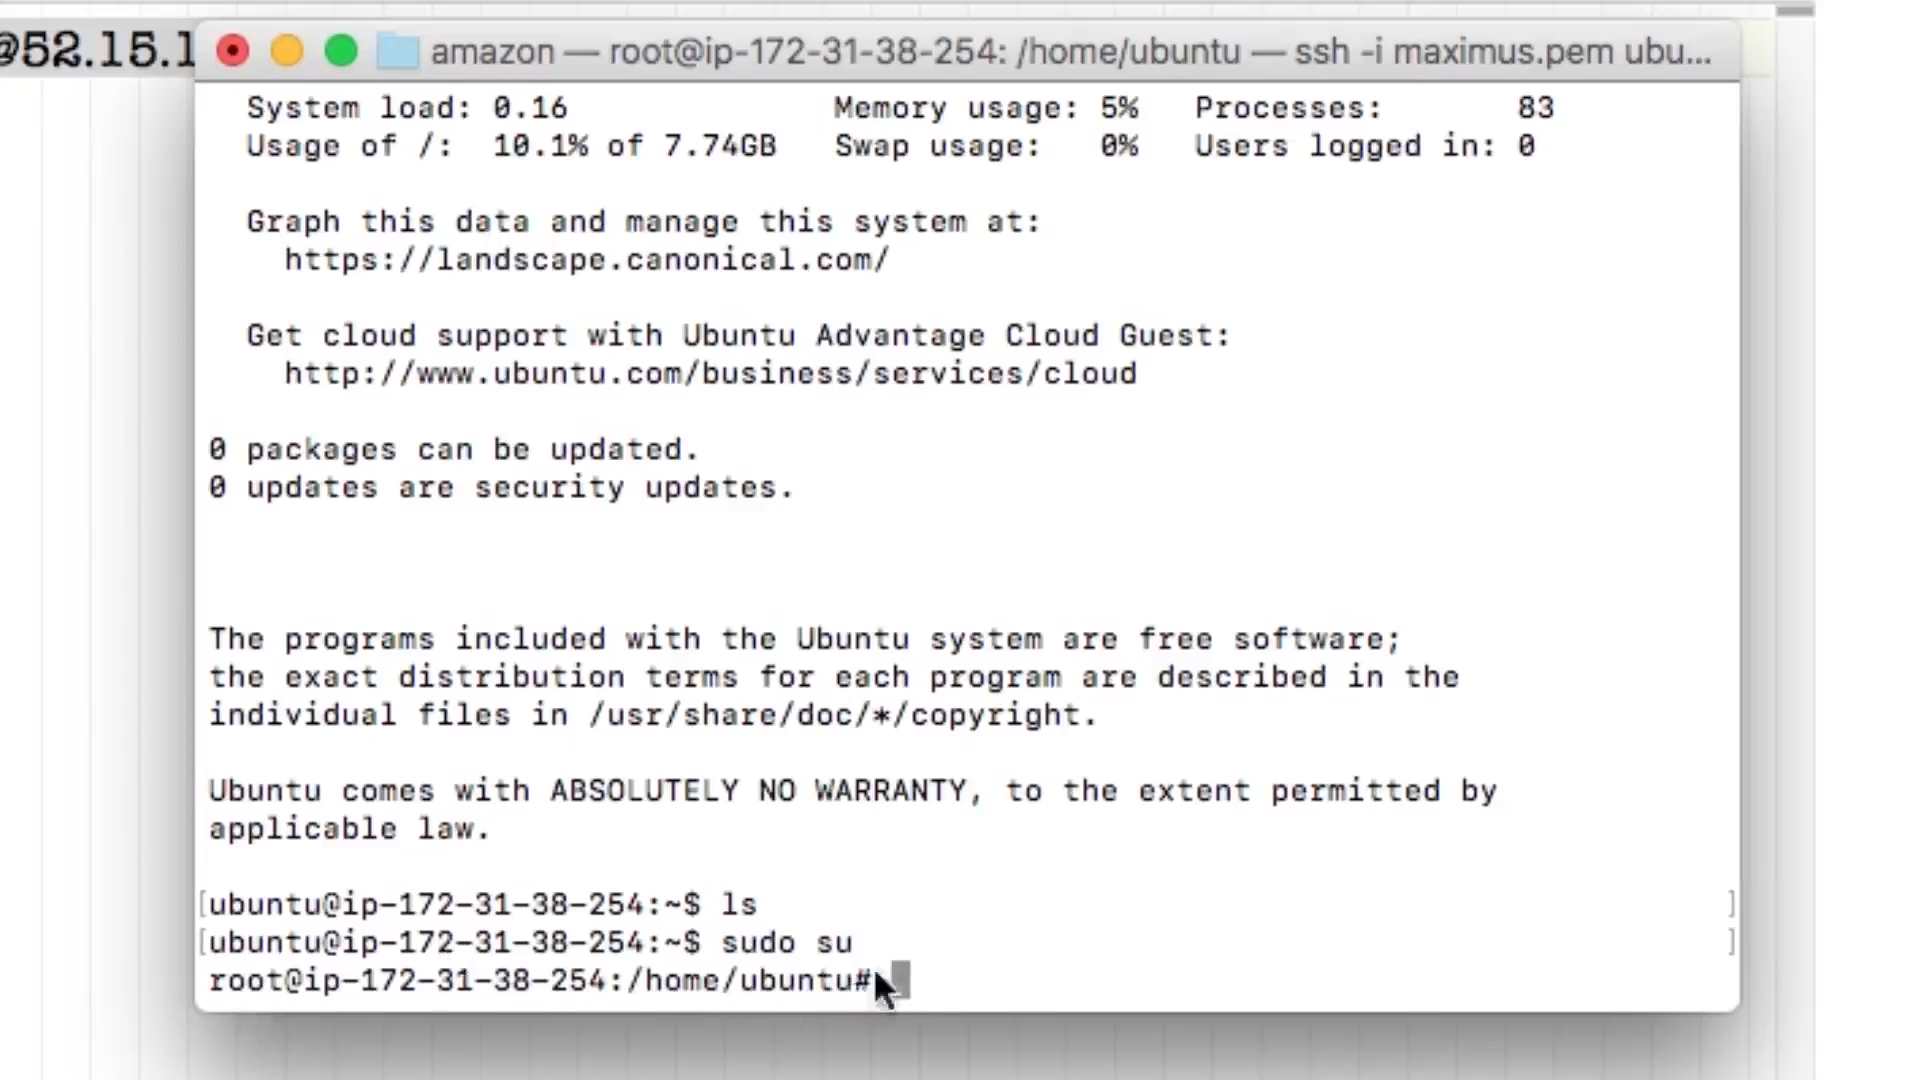 @52.15.1
amazon — root@ip-172-31-38-254: /home/ubuntu — ssh -i maximus.pem ubu...
System load: 0.16 Memory usage: 5% Processes: 83
Usage of /: 10.1% of 7.74GB Swap usage: 0% Users logged in: 0
Graph this data and manage this system at:
https://landscape.canonical.com/
Get cloud support with Ubuntu Advantage Cloud Guest:
http://www.ubuntu.com/business/services/cloud
0 packages can be updated.
0 updates are security updates.
The programs included with the Ubuntu system are free software;
the exact distribution terms for each program are described in the
individual files in /usr/share/doc/*/copyright.
Ubuntu comes with ABSOLUTELY NO WARRANTY, to the extent permitted by
applicable law.
[ubuntu@ip-172-31-38-254:~$ ls ]
[ubuntu@ip-172-31-38-254:~$ sudo su ]
root@ip-172-31-38-254:/home/ubuntu#